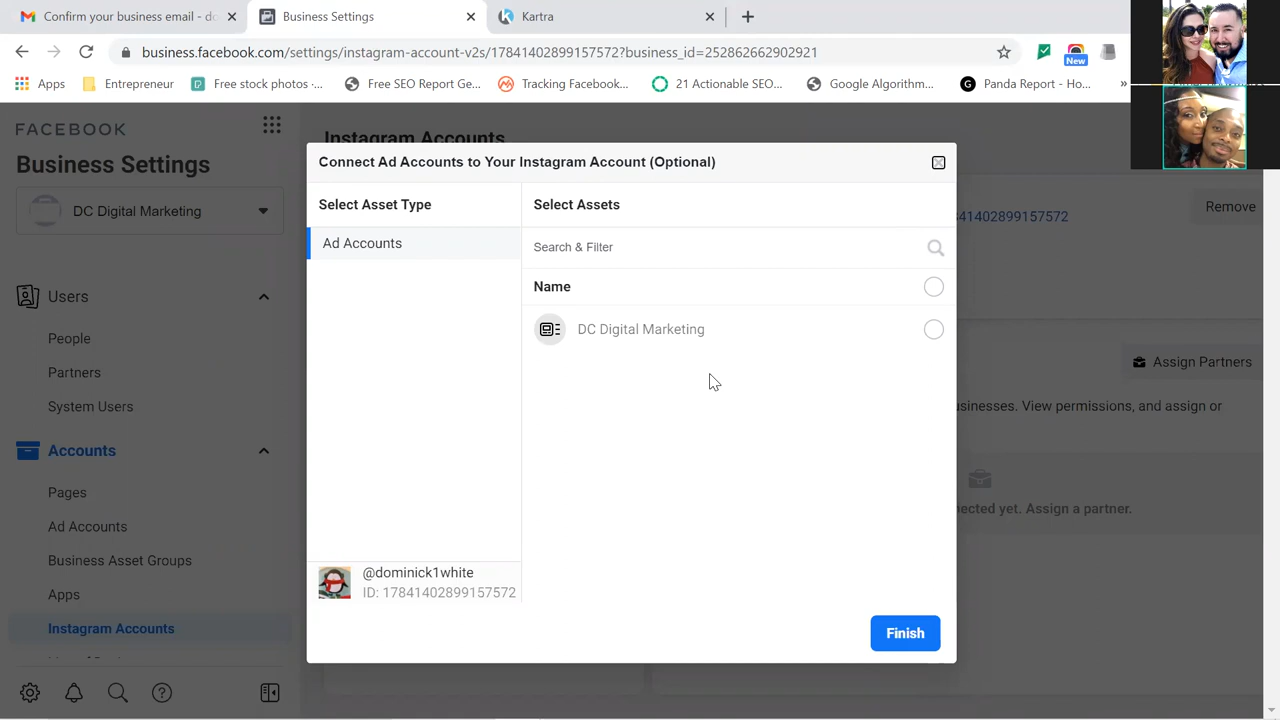 Confirm your business email - do
Business Settings
Kartra
business.facebook.com/settings/instagram-account-v2s/17841402899157572?business_id=252862662902921
New
Apps
Entrepreneur
Free stock photos ·...
Free SEO Report Ge...
Tracking Facebook...
21 Actionable SEO...
Google Algorithm...
Panda Report - Ho...
»
FACEBOOK
Business Settings
DC Digital Marketing
Users
People
Partners
System Users
Accounts
Pages
Ad Accounts
Business Asset Groups
Apps
Instagram Accounts
Instagram Accounts
Connect Ad Accounts to Your Instagram Account (Optional)
Select Asset Type
Select Assets
Ad Accounts
Search & Filter
Name
DC Digital Marketing
@dominick1white
ID: 17841402899157572
Finish
841402899157572
Remove
Assign Partners
usinesses. View permissions, and assign or
nected yet. Assign a partner.